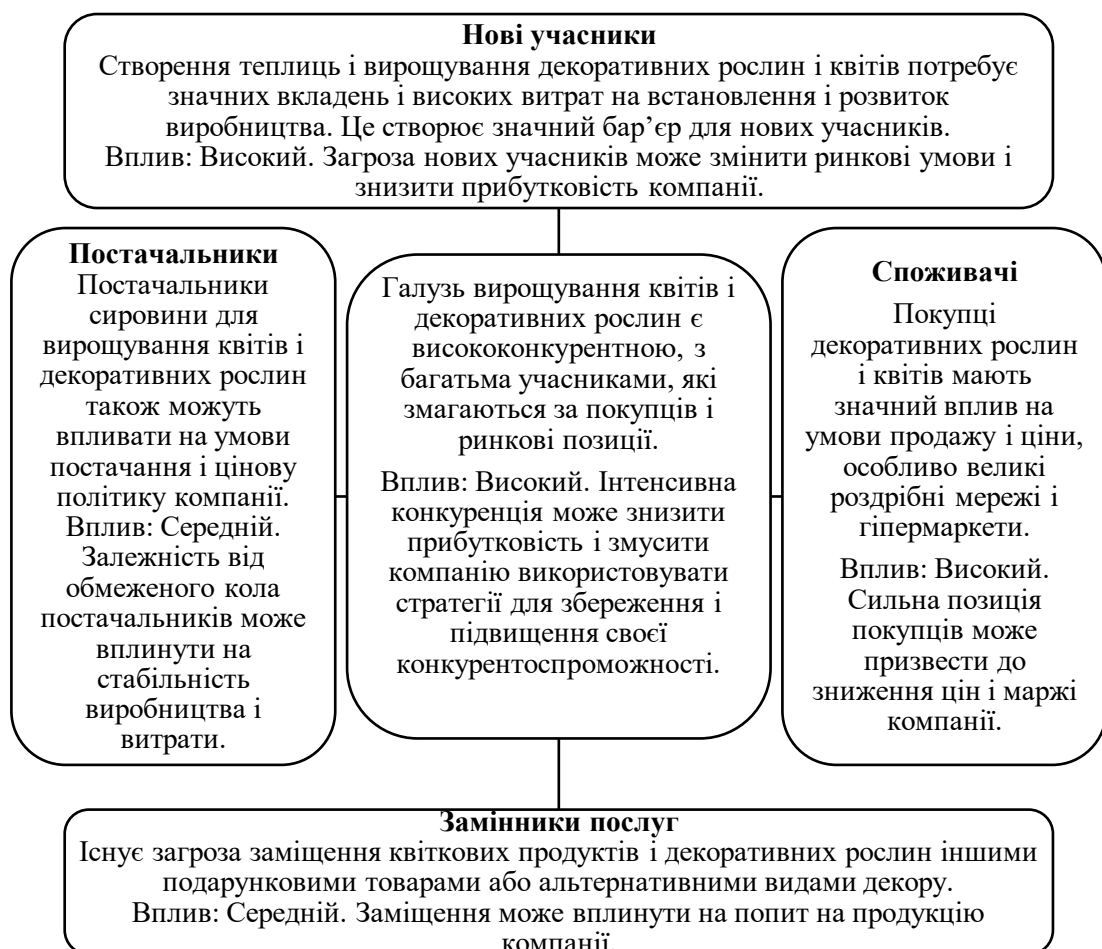 Нові учасники
Створення теплиць і вирощування декоративних рослин і квітів потребує
значних вкладень і високих витрат на встановлення і розвиток
виробництва. Це створює значний бар’єр для нових учасників.
Вплив: Високий. Загроза нових учасників може змінити ринкові умови і
знизити прибутковість компанії.
Постачальники
Постачальники
сировини для
вирощування квітів і
декоративних рослин
також можуть
впливати на умови
постачання і цінову
політику компанії.
Вплив: Середній.
Залежність від
обмеженого кола
постачальників може
вплинути на
стабільність
виробництва і
витрати.
Галузь вирощування квітів і
декоративних рослин є
висококонкурентною, з
багатьма учасниками, які
змагаються за покупців і
ринкові позиції.
Вплив: Високий. Інтенсивна
конкуренція може знизити
прибутковість і змусити
компанію використовувати
стратегії для збереження і
підвищення своєї
конкурентоспроможності.
Споживачі
Покупці
декоративних рослин
і квітів мають
значний вплив на
умови продажу і ціни,
особливо великі
роздрібні мережі і
гіпермаркети.
Вплив: Високий.
Сильна позиція
покупців може
призвести до
зниження цін і маржі
компанії.
Замінники послуг
Існує загроза заміщення квіткових продуктів і декоративних рослин іншими
подарунковими товарами або альтернативними видами декору.
Вплив: Середній. Заміщення може вплинути на попит на продукцію
компанії.